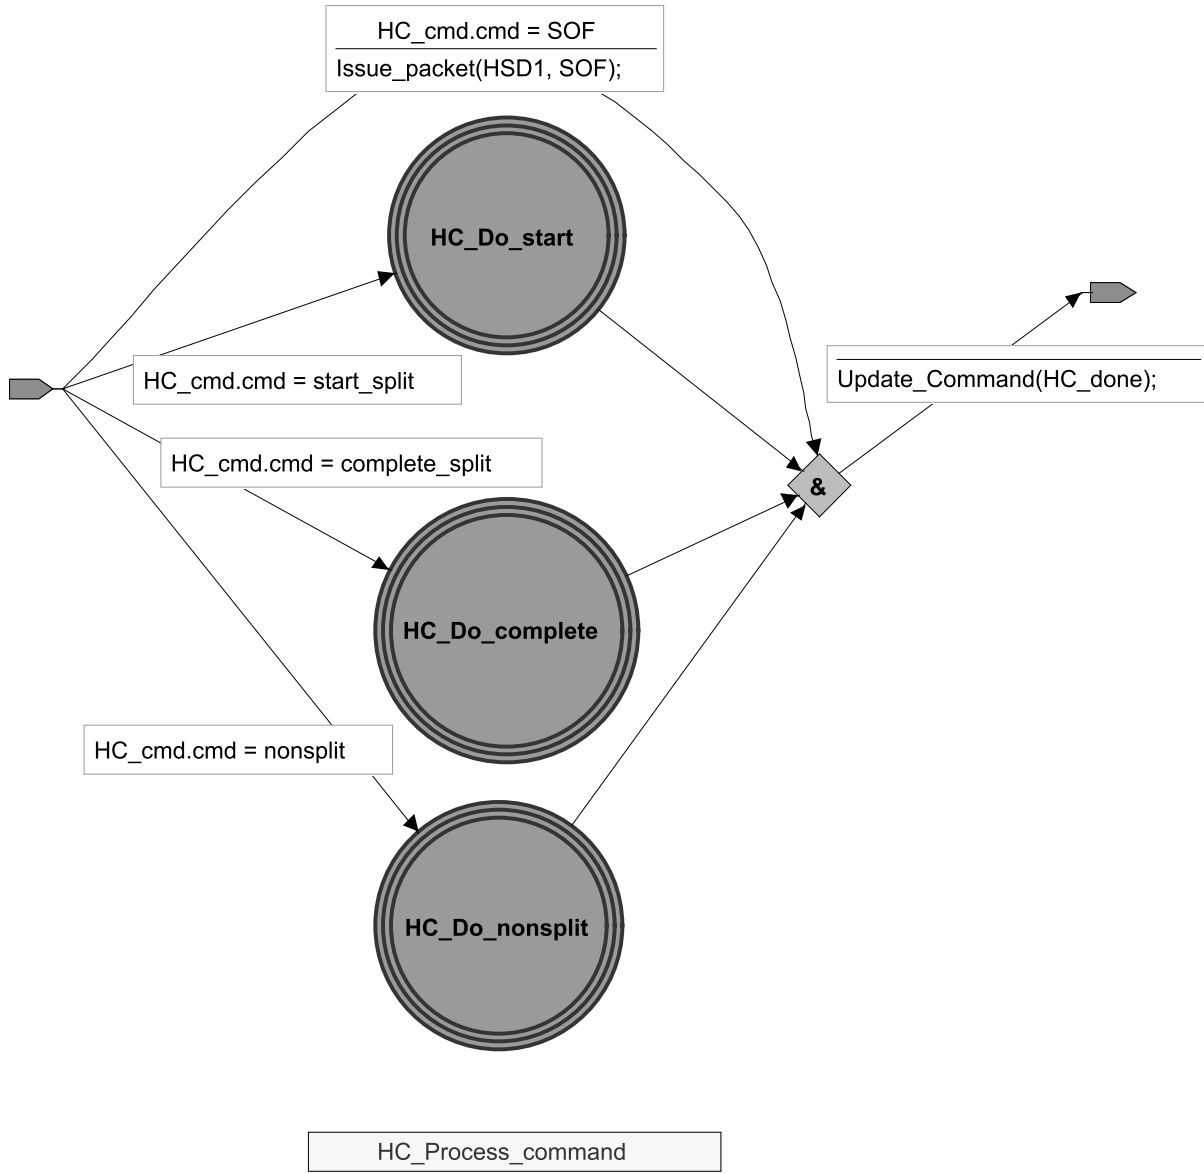 HC_cmd.cmd = SOF
Issue_packet(HSD1, SOF);
HC_Do_start
HC_cmd.cmd = start_split
Update_Command(HC_done);
HC_cmd.cmd = complete_split
&
HC_Do_complete
HC_cmd.cmd = nonsplit
HC_Do_nonsplit
HC_Process_command